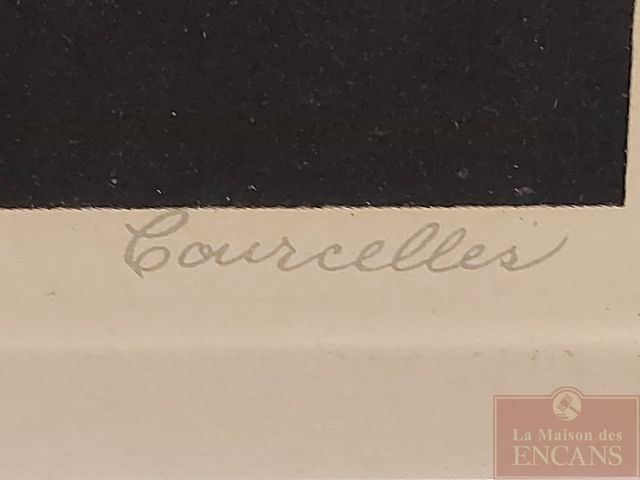 Courcelles
La Maison des
ENCANS